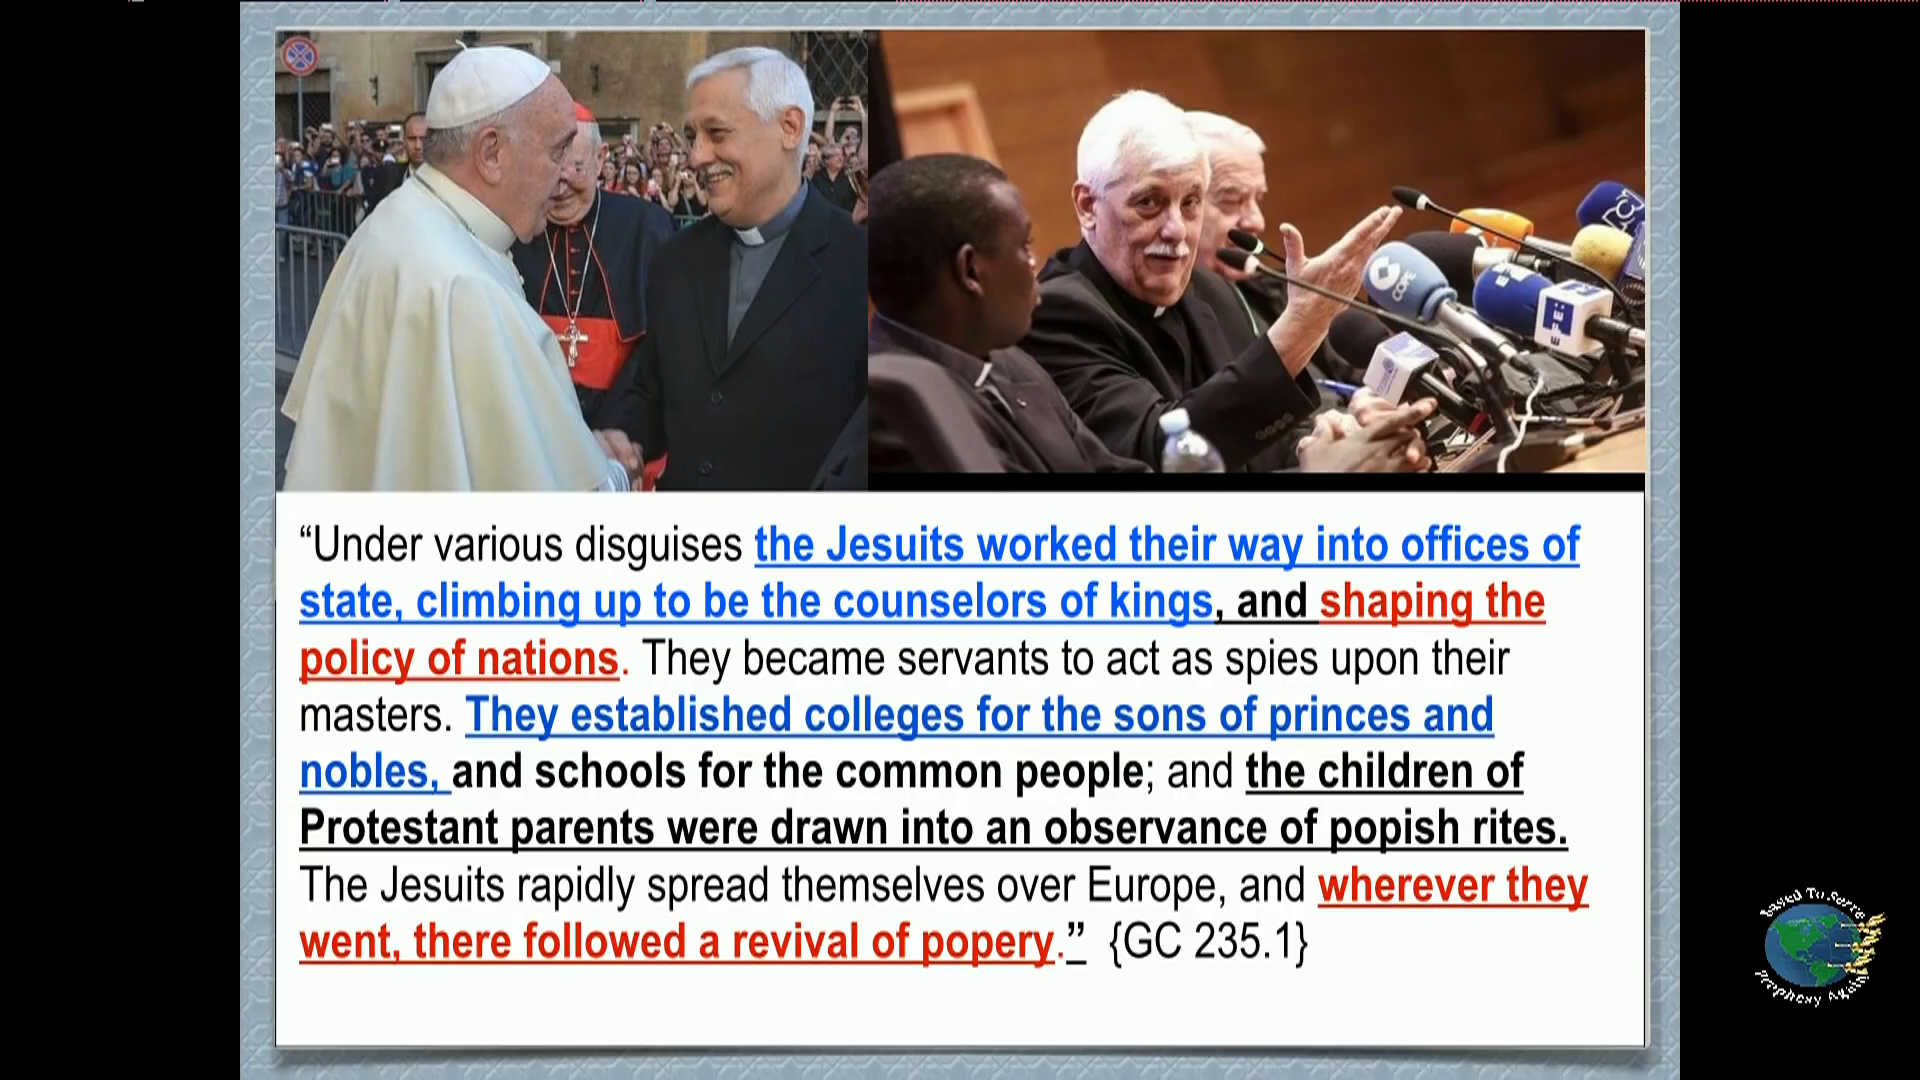 COPE
EFE:
“Under various disguises the Jesuits worked their way into offices of
state, climbing up to be the counselors of kings, and shaping the
policy of nations. They became servants to act as spies upon their
masters. They established colleges for the sons of princes and
nobles, and schools for the common people; and the children of
Protestant parents were drawn into an observance of popish rites.
The Jesuits rapidly spread themselves over Europe, and wherever they
went, there followed a revival of popery.” {GC 235.1}
Prophesy Again